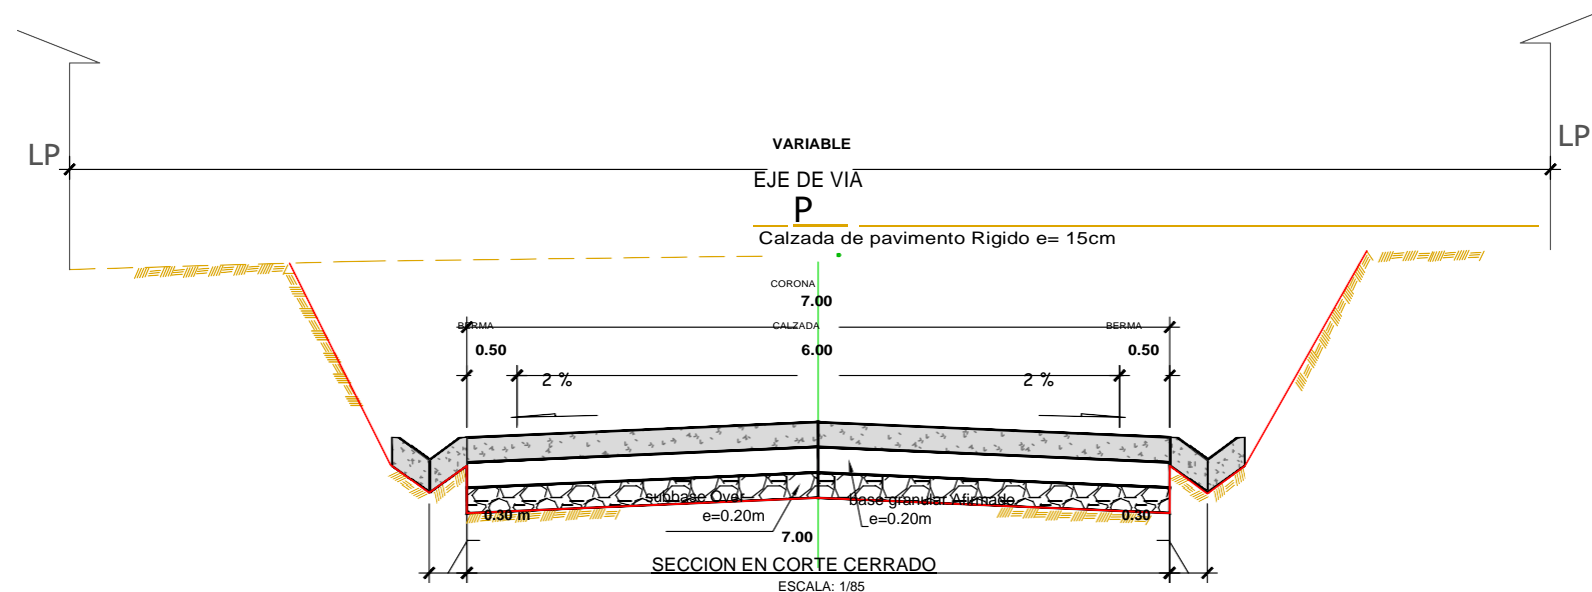 VARIABLE
LP
LP
EJE DE VIA
P
Calzada de pavimento Rigido e= 15cm
CORONA
7.00
BERMA
CALZADA
BERMA
0.50
6.00
0.50
2 %
2 %
subbase Over
base granular Afirmado
0.30 m
e=0.20m
e=0.20m
0.30
7.00
SECCION EN CORTE CERRADO
ESCALA: 1/85